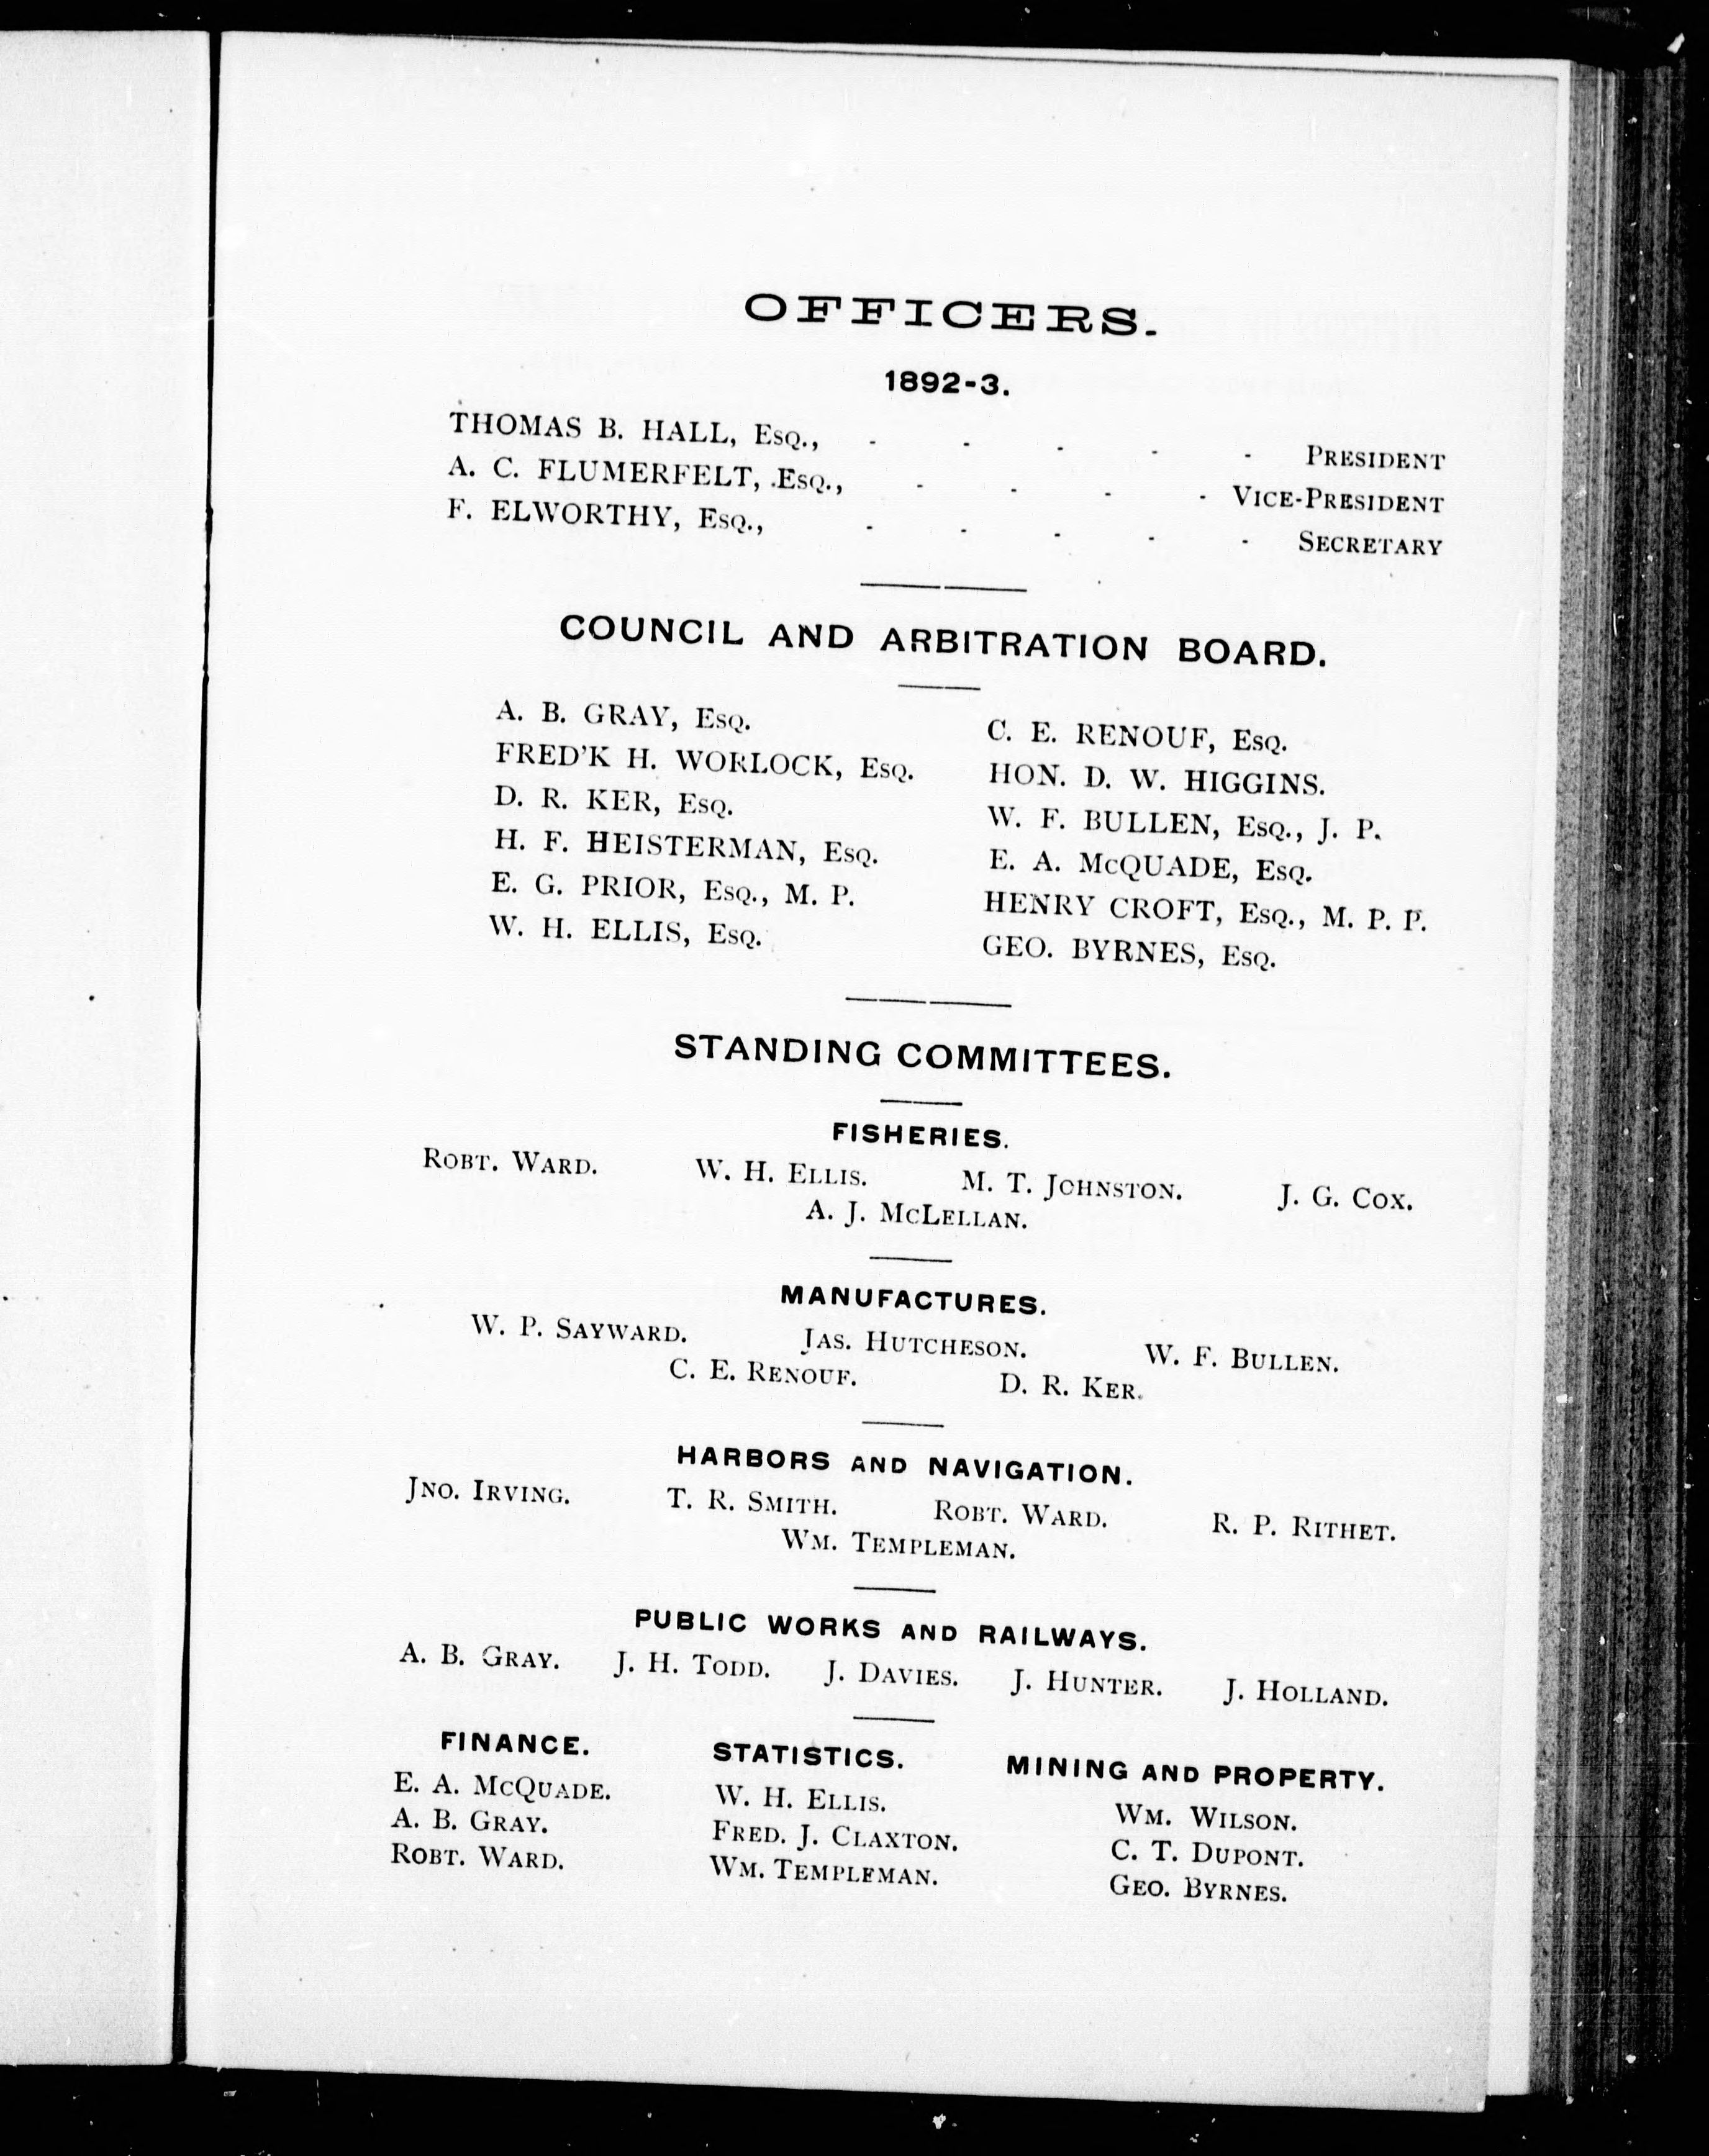 OFFICERS.
1892-3.
THOMAS B. HALL, Esq., - - - - - President
A. C. FLUMERFELT, Esq., - - - - Vice-President
F. ELWORTHY, Esq., - - - - - Secretary
COUNCIL AND ARBITRATION BOARD.
A. B. GRAY, Esq.
FRED'K H. WORLOCK, Esq.
D. R. KER, Esq.
H. F. HEISTERMAN, Esq.
E. G. PRIOR, Esq., M. P.
W. H. ELLIS, Esq.
C. E. RENOUF, Esq.
HON. D. W. HIGGINS.
W. F. BULLEN, Esq., J. P.
E. A. McQUADE, Esq.
HENRY CROFT, Esq., M. P. P.
GEO. BYRNES, Esq.
STANDING COMMITTEES.
FISHERIES.
Robt. Ward. W. H. Ellis. M. T. Johnston. J. G. Cox.
A. J. McLellan.
MANUFACTURES.
W. P. Sayward. Jas. Hutcheson. W. F. Bullen.
C. E. Renouf. D. R. Ker.
HARBORS AND NAVIGATION.
Jno. Irving. T. R. Smith. Robt. Ward. R. P. Rithet.
Wm. Templeman.
PUBLIC WORKS AND RAILWAYS.
A. B. Gray. J. H. Todd. J. Davies. J. Hunter. J. Holland.
FINANCE.
E. A. McQuade.
A. B. Gray.
Robt. Ward.
STATISTICS.
W. H. Ellis.
Fred. J. Claxton.
Wm. Templeman.
MINING AND PROPERTY.
Wm. Wilson.
C. T. Dupont.
Geo. Byrnes.